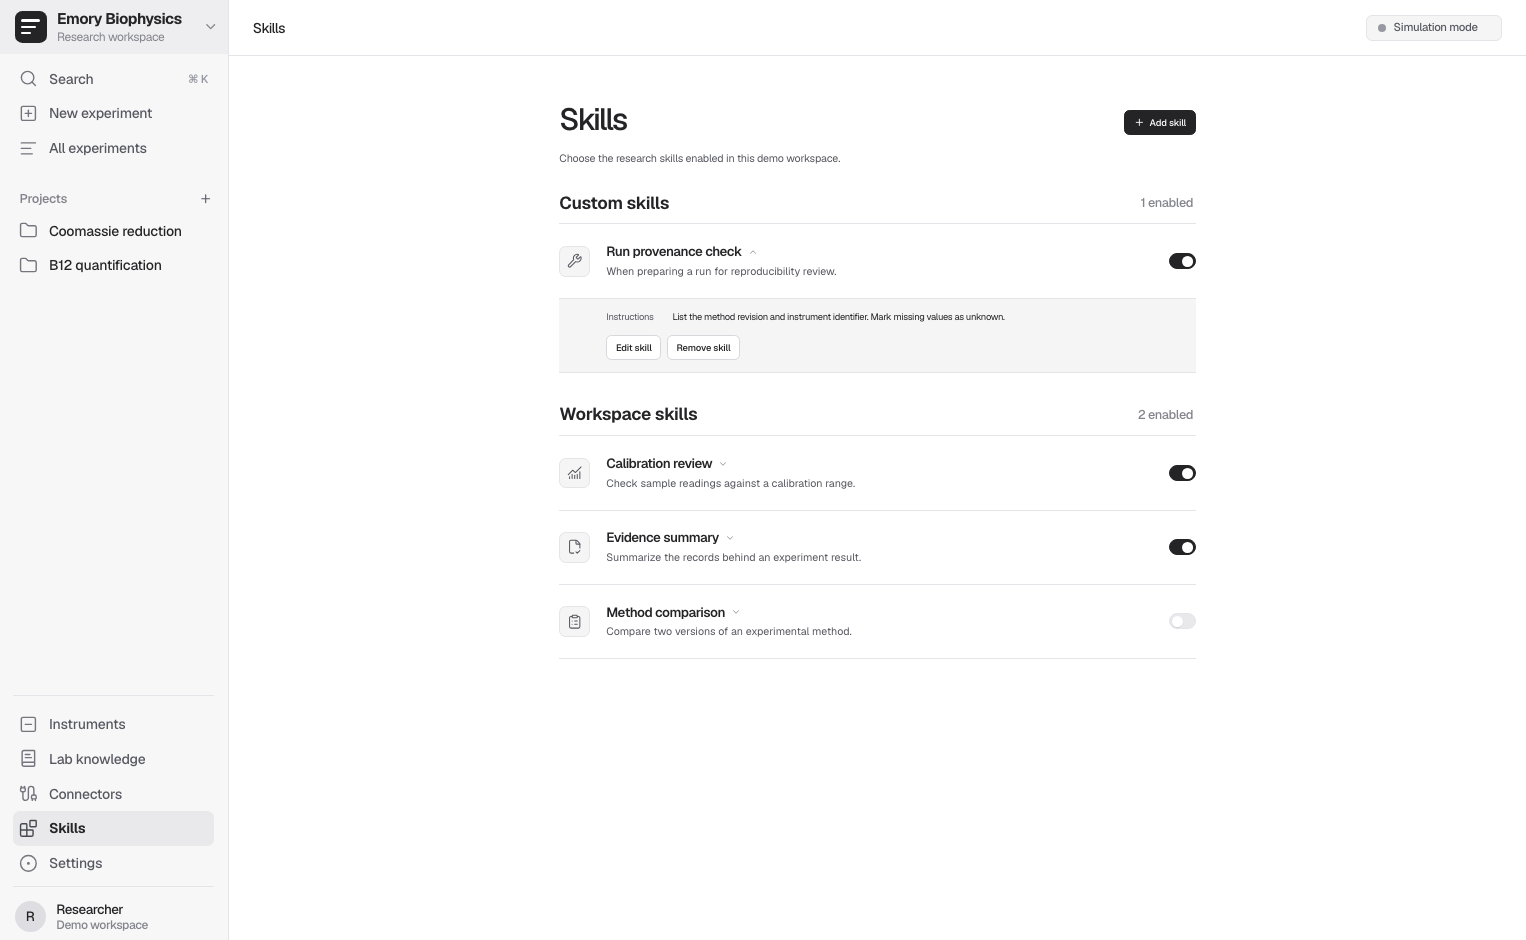 Emory Biophysics
Research workspace
Search
⌘ K
New experiment
All experiments
Projects
Coomassie reduction
B12 quantification
Instruments
Lab knowledge
Connectors
Skills
Settings
R
Researcher
Demo workspace
Skills
Simulation mode
Skills
+ Add skill
Choose the research skills enabled in this demo workspace.
Custom skills
1 enabled
Run provenance check
When preparing a run for reproducibility review.
Instructions
List the method revision and instrument identifier. Mark missing values as unknown.
Edit skill
Remove skill
Workspace skills
2 enabled
Calibration review
Check sample readings against a calibration range.
Evidence summary
Summarize the records behind an experiment result.
Method comparison
Compare two versions of an experimental method.